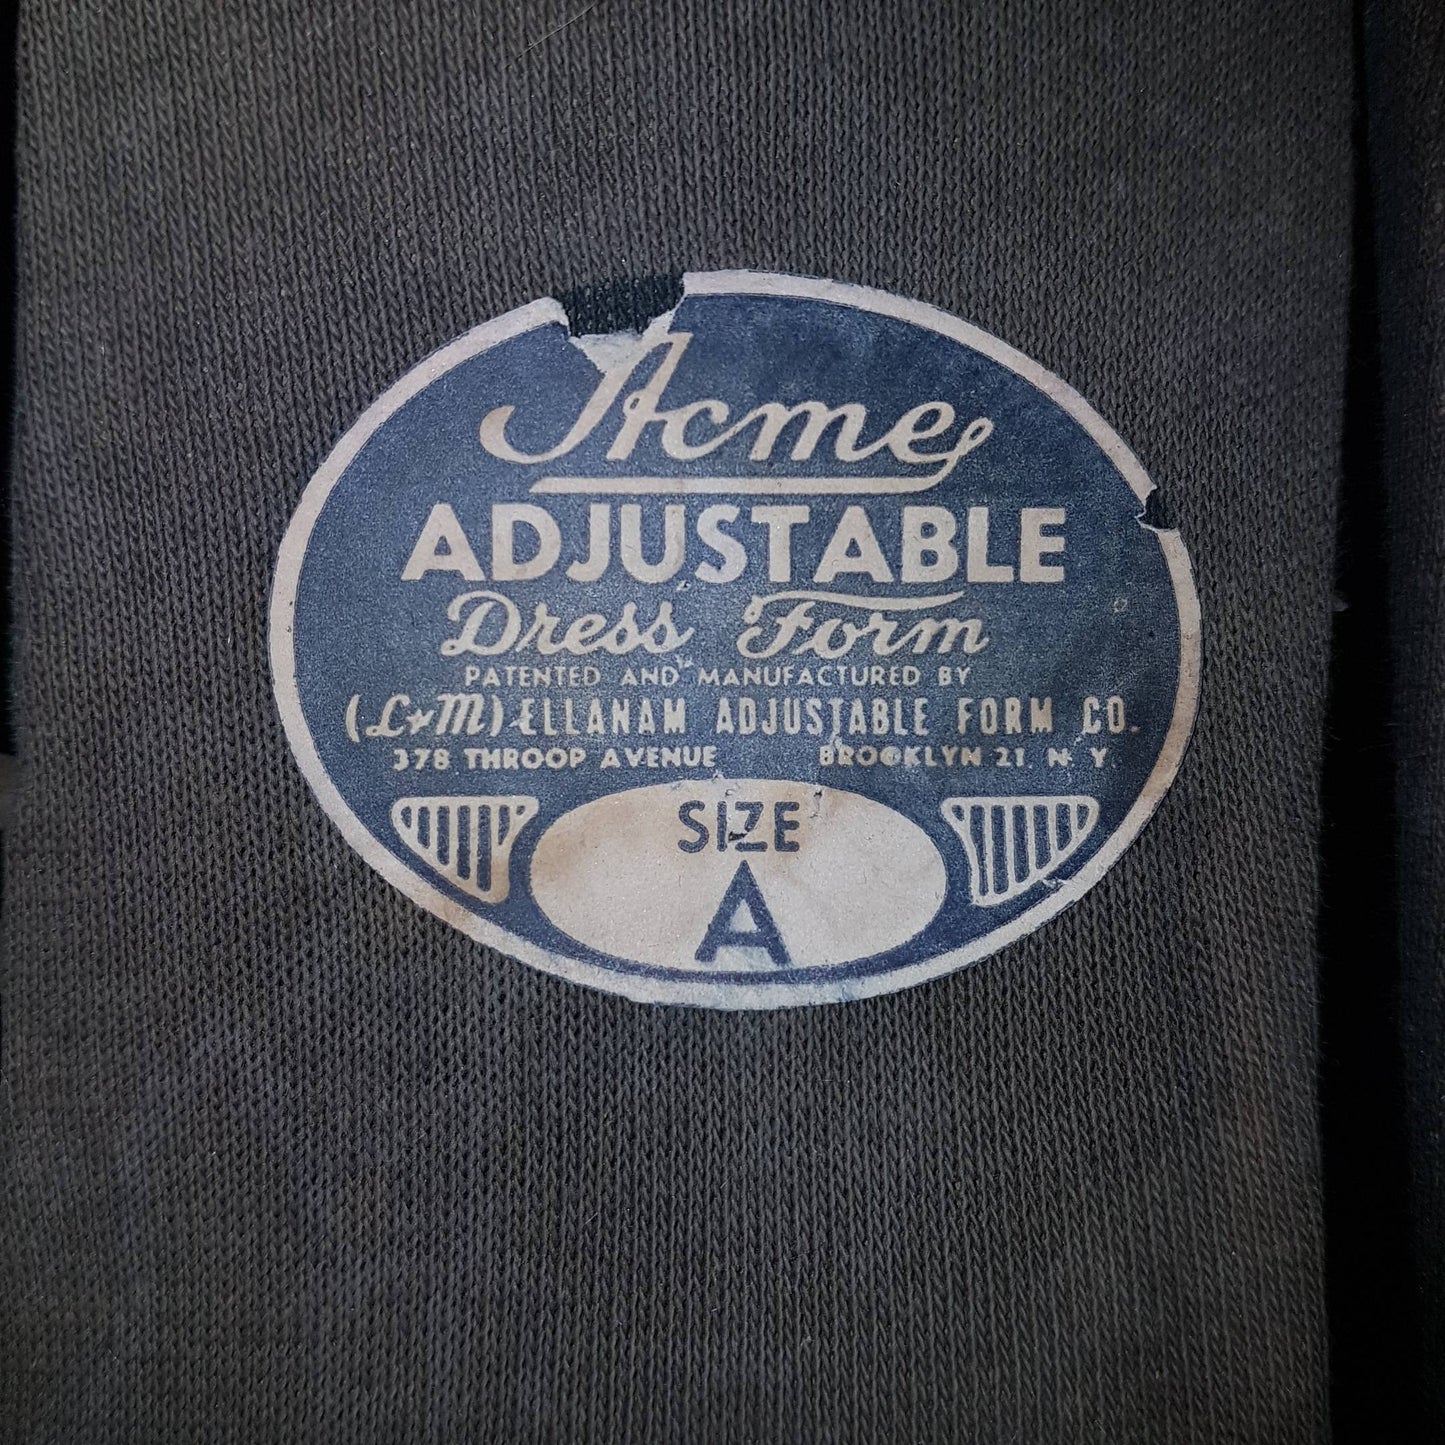 Acme
ADJUSTABLE
Dress Form
PATENTED AND MANUFACTURED BY
(L&M) ELLANAM ADJUSTABLE FORM CO.
378 THROOP AVENUE BROOKLYN 21 N Y
SIZE
A